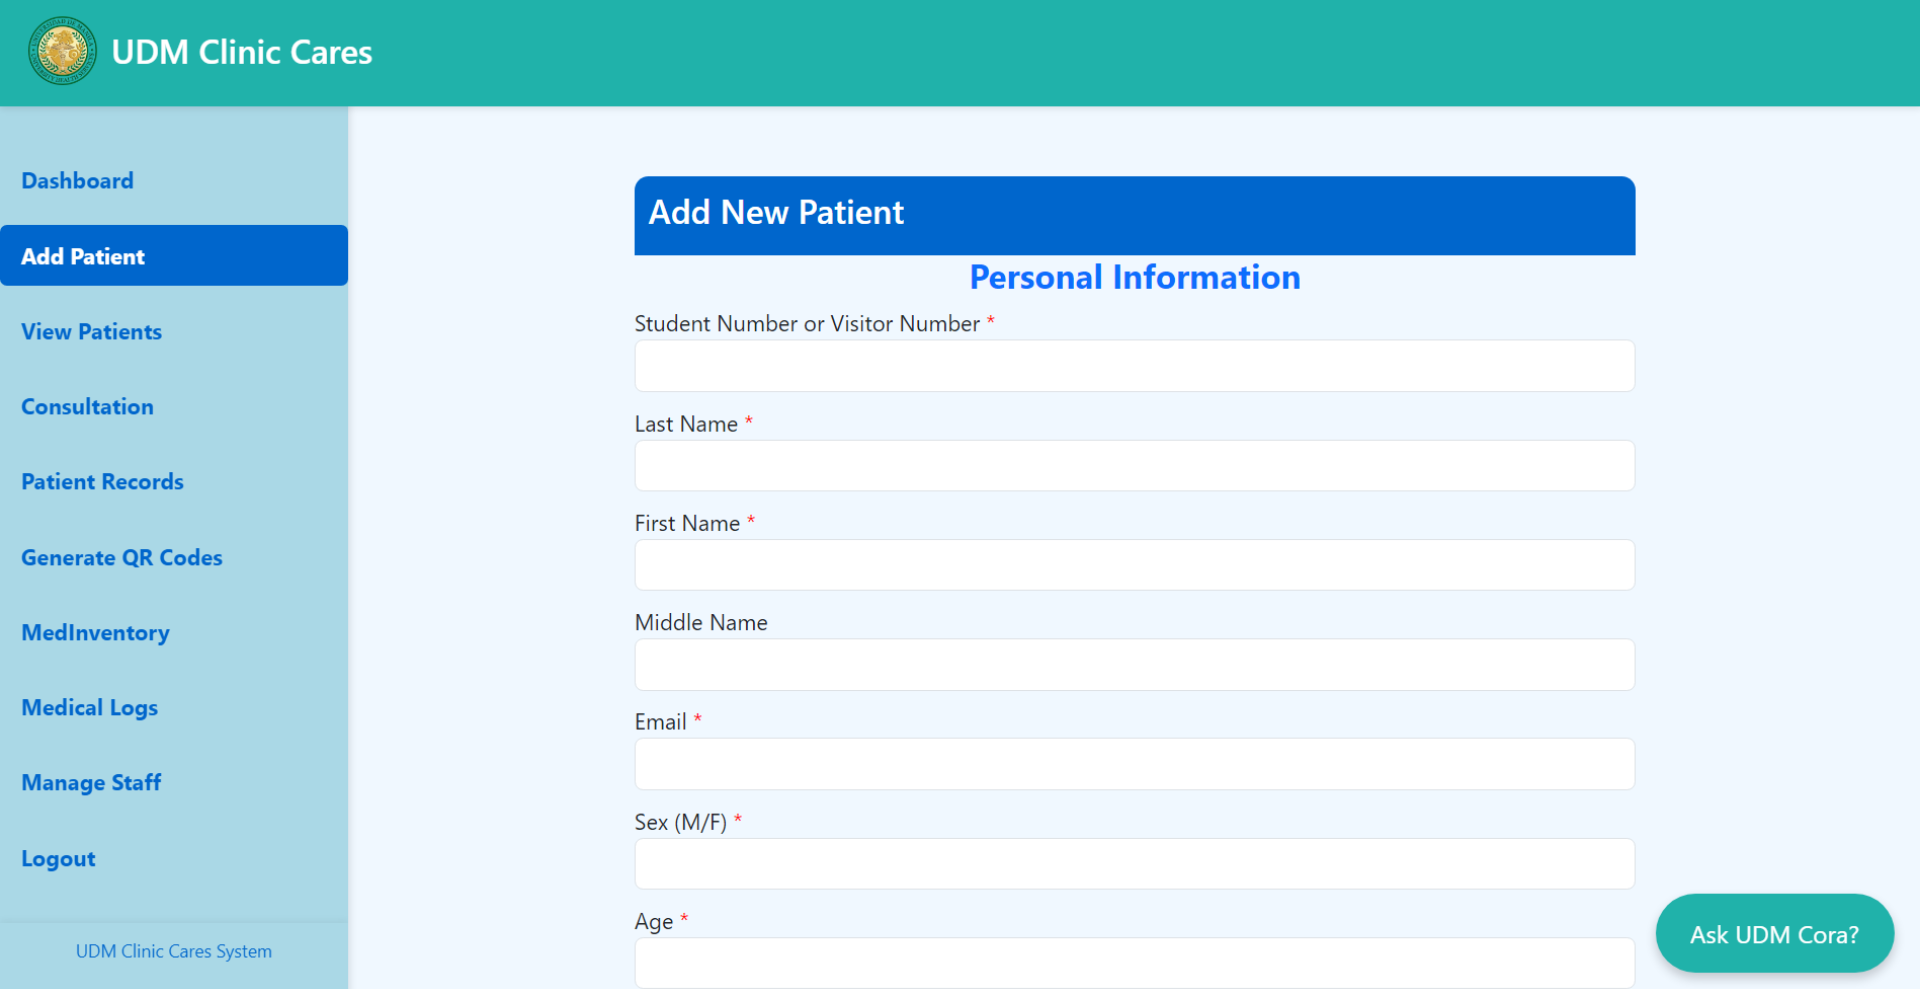 UDM Clinic Cares
Dashboard
Add Patient
View Patients
Consultation
Patient Records
Generate QR Codes
MedInventory
Medical Logs
Manage Staff
Logout
UDM Clinic Cares System
Add New Patient
Personal Information
Student Number or Visitor Number *
Last Name *
First Name *
Middle Name
Email *
Sex (M/F) *
Age *
Ask UDM Cora?